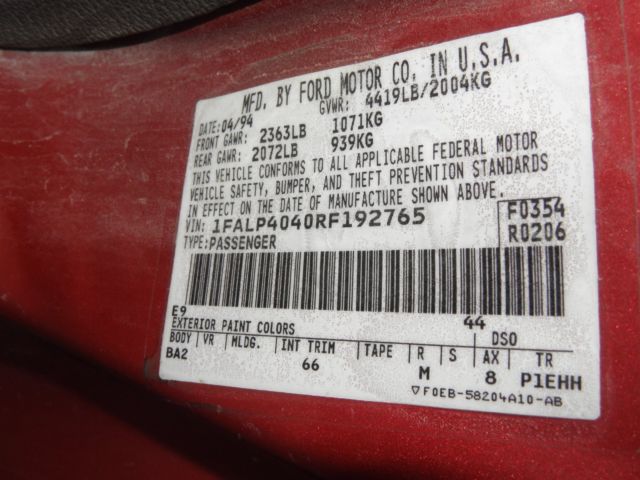 MFD. BY FORD MOTOR CO. IN U.S.A.
DATE: 04/94 GVWR: 4419LB/2004KG
FRONT GAWR: 2363LB 1071KG
REAR GAWR: 2072LB 939KG
THIS VEHICLE CONFORMS TO ALL APPLICABLE FEDERAL MOTOR
VEHICLE SAFETY, BUMPER, AND THEFT PREVENTION STANDARDS
IN EFFECT ON THE DATE OF MANUFACTURE SHOWN ABOVE.
VIN: 1FALP4040RF192765 F0354
TYPE: PASSENGER R0206
E9 44
EXTERIOR PAINT COLORS DSO
BODY VR MLDG. INT TRIM TAPE R S AX TR
BA2 66 M 8 P1EHH
▽F0EB-58204A10-AB